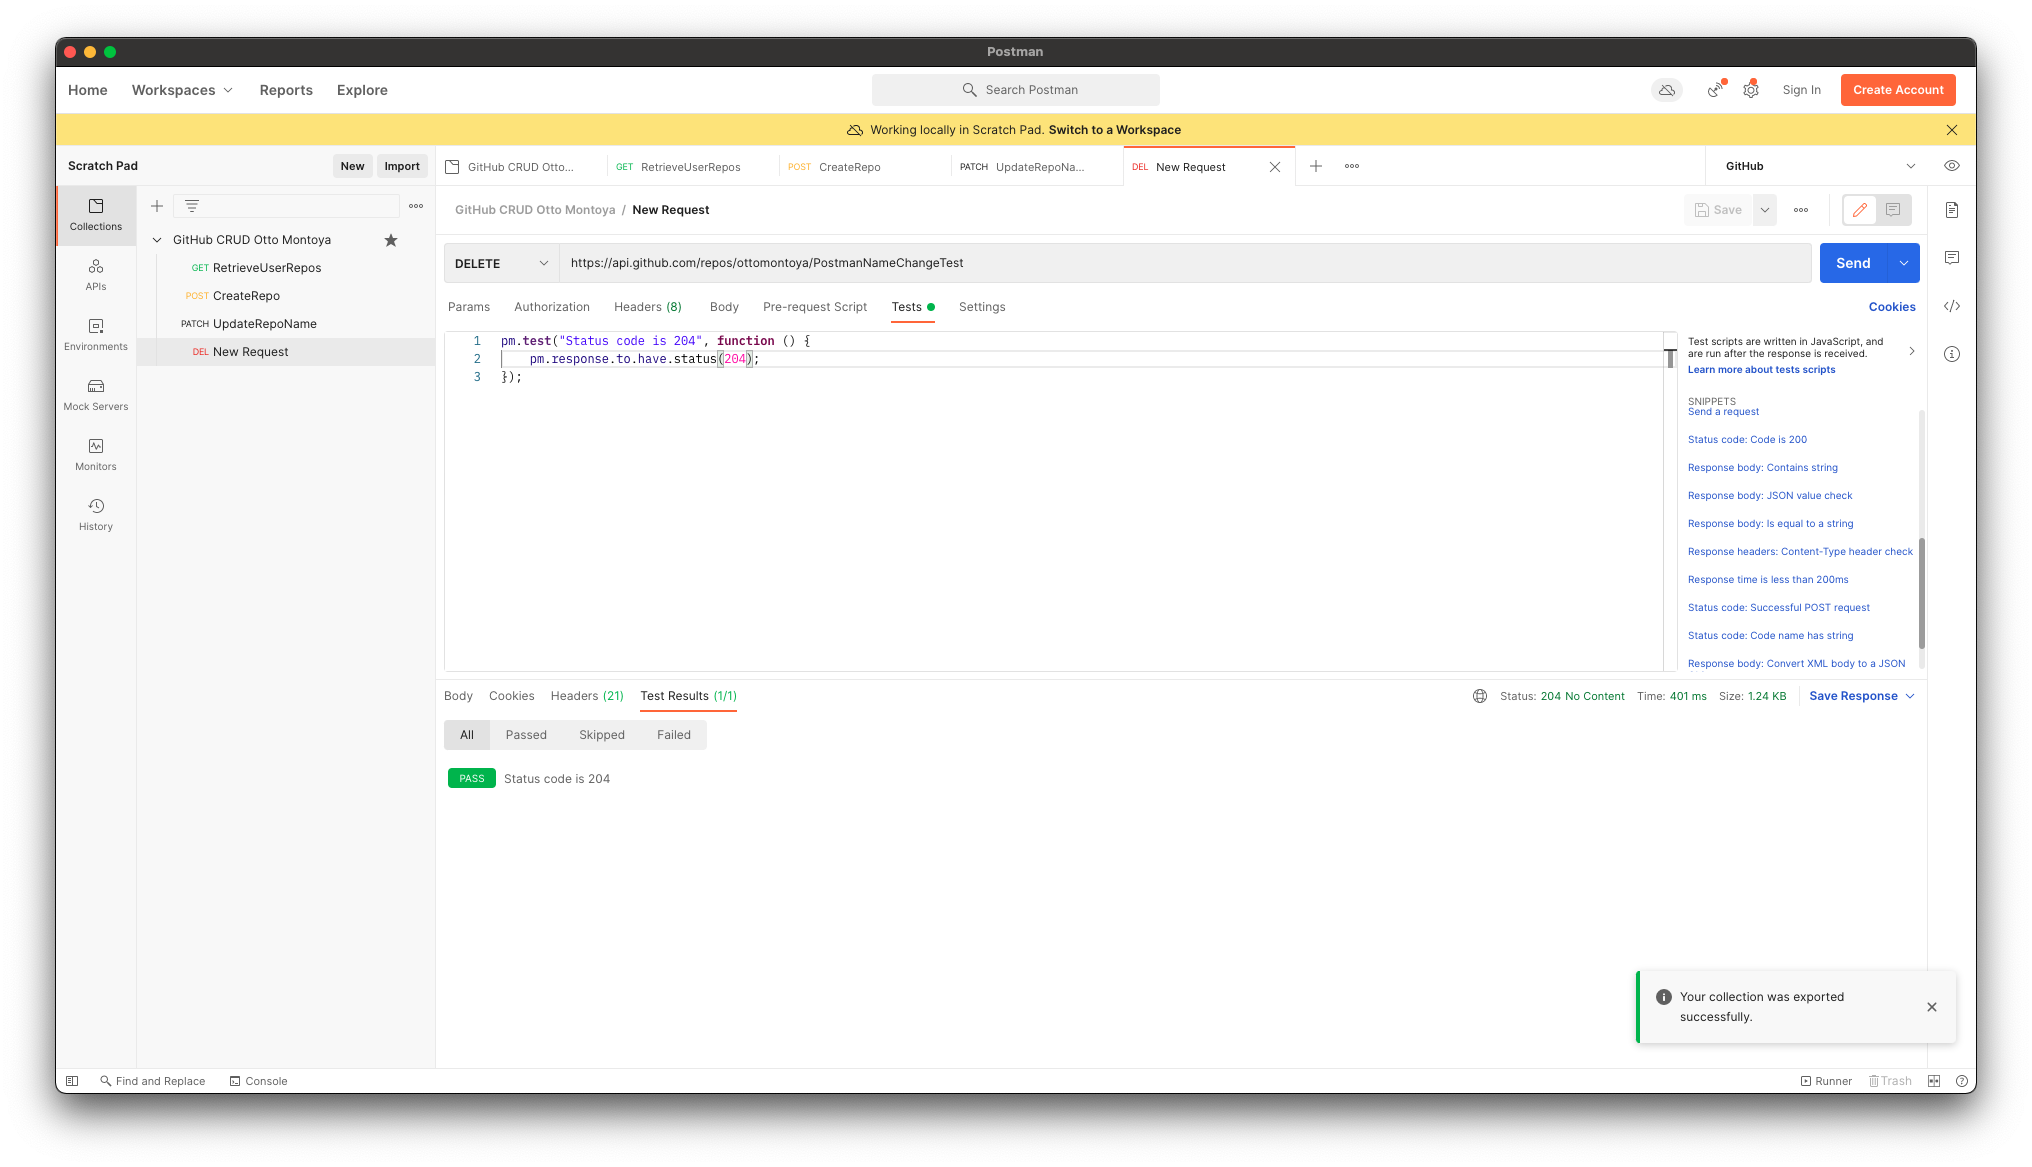 Postman
Home Workspaces Reports Explore Search Postman Sign In Create Account
Working locally in Scratch Pad. Switch to a Workspace
Scratch Pad New Import
GitHub CRUD Otto... GET RetrieveUserRepos POST CreateRepo PATCH UpdateRepoNa... DEL New Request GitHub
Collections
APIs
Environments
Mock Servers
Monitors
History
GitHub CRUD Otto Montoya
GET RetrieveUserRepos
POST CreateRepo
PATCH UpdateRepoName
DEL New Request
GitHub CRUD Otto Montoya / New Request Save
DELETE https://api.github.com/repos/ottomontoya/PostmanNameChangeTest Send
Params Authorization Headers (8) Body Pre-request Script Tests Settings Cookies
1 pm.test("Status code is 204", function () {
2 pm.response.to.have.status(204);
3 });
Test scripts are written in JavaScript, and
are run after the response is received.
Learn more about tests scripts
SNIPPETS
Send a request
Status code: Code is 200
Response body: Contains string
Response body: JSON value check
Response body: Is equal to a string
Response headers: Content-Type header check
Response time is less than 200ms
Status code: Successful POST request
Status code: Code name has string
Response body: Convert XML body to a JSON
Body Cookies Headers (21) Test Results (1/1) Status: 204 No Content Time: 401 ms Size: 1.24 KB Save Response
All Passed Skipped Failed
PASS Status code is 204
Your collection was exported
successfully.
Find and Replace Console Runner Trash